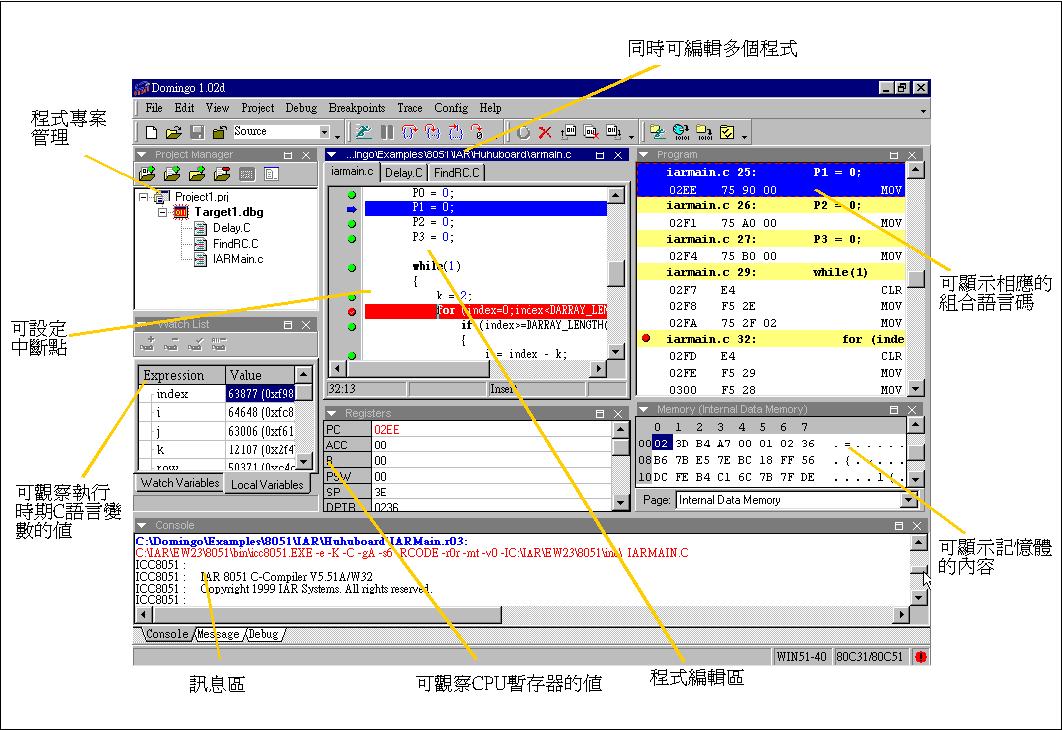 同時可編輯多個程式
程式專案
管理
Domingo 1.02d
File Edit View Project Debug Breakpoints Trace Config Help
Source
Project Manager
Project1.prj
Target1.dbg
Delay.C
FindRC.C
IARMain.c
...ingo\Examples\8051\IAR\Huhuboard\iarmain.c
iarmain.c Delay.C FindRC.C
P0 = 0;
P1 = 0;
P2 = 0;
P3 = 0;
while(1)
{
k = 2;
for (index=0;index<DARRAY_LEN
if (index>=DARRAY_LENGTH(
i = index - k;
32:13 Insert
Program
iarmain.c 25: P1 = 0;
02EE 75 90 00 MOV
iarmain.c 26: P2 = 0;
02F1 75 A0 00 MOV
iarmain.c 27: P3 = 0;
02F4 75 B0 00 MOV
iarmain.c 29: while(1)
02F7 E4 CLR
02F8 F5 2E MOV
02FA 75 2F 02 MOV
iarmain.c 32: for (inde
02FD E4 CLR
02FE F5 29 MOV
0300 F5 28 MOV
可顯示相應的
組合語言碼
可設定
中斷點
Watch List
Expression Value
index 63877 (0xf98
i 64648 (0xfc8
j 63006 (0xf61
k 12107 (0x2f4
row 50371 (0xc4c
Watch Variables Local Variables
Registers
PC 02EE
ACC 00
B 00
PSW 00
SP 3E
DPTR 0236
Memory (Internal Data Memory)
0 1 2 3 4 5 6 7
00 02 3D B4 A7 00 01 02 36 . = . . . . . .
08 B6 7B E5 7E BC 18 FF 56 . { . ~ . . . .
10 DC FE B4 C1 6C 7B 7F DE . . . . l { . .
Page: Internal Data Memory
可觀察執行
時期C語言變
數的值
可顯示記憶體
的內容
Console
C:\Domingo\Examples\8051\IAR\Huhuboard\IARMain.r03:
C:\IAR\EW23\8051\bin\icc8051.EXE -e -K -C -gA -s6 -RCODE -r0r -mt -v0 -IC:\IAR\EW23\8051\inc\ IARMAIN.C
ICC8051 :
ICC8051 : IAR 8051 C-Compiler V5.51A/W32
ICC8051 : Copyright 1999 IAR Systems. All rights reserved.
ICC8051 :
Console Message Debug
WIN51-40 80C31/80C51
訊息區
可觀察CPU暫存器的值
程式編輯區